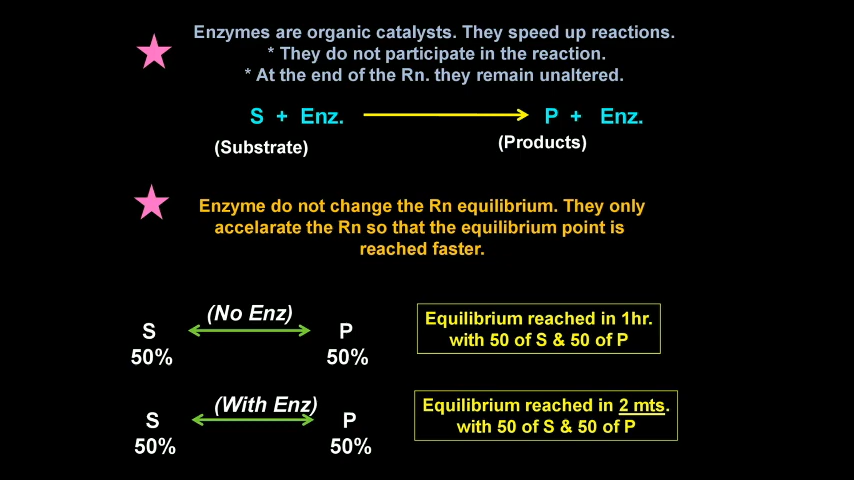 Enzymes are organic catalysts. They speed up reactions.
* They do not participate in the reaction.
* At the end of the Rn. they remain unaltered.
S + Enz. P + Enz.
(Substrate) (Products)
Enzyme do not change the Rn equilibrium. They only
accelarate the Rn so that the equilibrium point is
reached faster.
(No Enz)
S P
50% 50%
Equilibrium reached in 1hr.
with 50 of S & 50 of P
(With Enz)
S P
50% 50%
Equilibrium reached in 2 mts.
with 50 of S & 50 of P